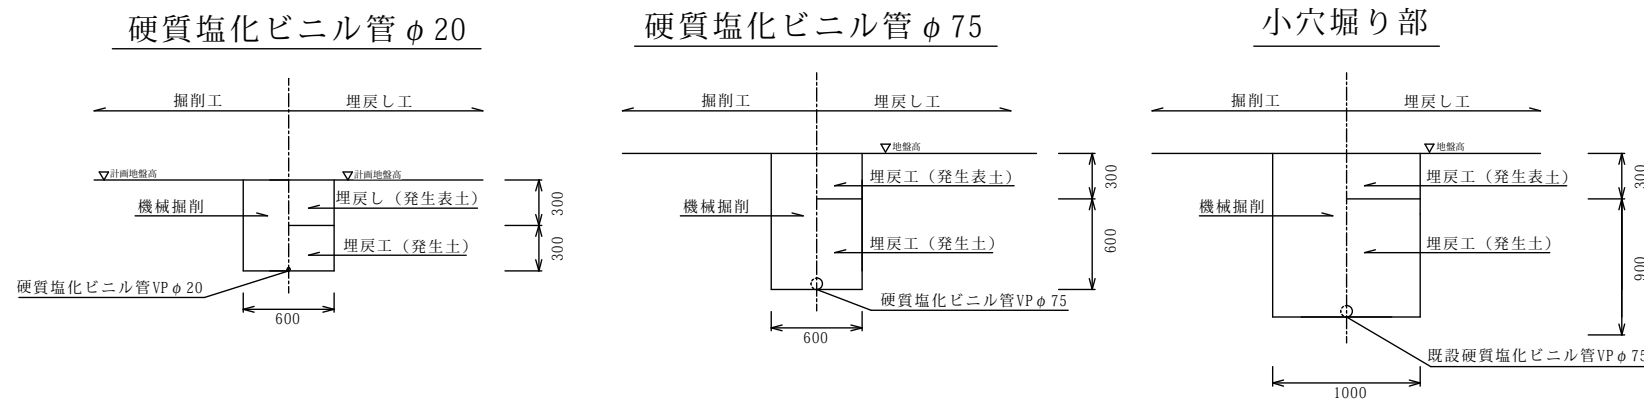 硬質塩化ビニル管φ20
掘削工
埋戻し工
▽計画地盤高
▽計画地盤高
機械掘削
埋戻し（発生表土）
埋戻工（発生土）
300
300
硬質塩化ビニル管VPφ20
600
硬質塩化ビニル管φ75
掘削工
埋戻し工
▽地盤高
機械掘削
埋戻工（発生表土）
埋戻工（発生土）
300
600
硬質塩化ビニル管VPφ75
600
小穴堀り部
掘削工
埋戻し工
▽地盤高
機械掘削
埋戻工（発生表土）
埋戻工（発生土）
300
900
既設硬質塩化ビニル管VPφ75
1000